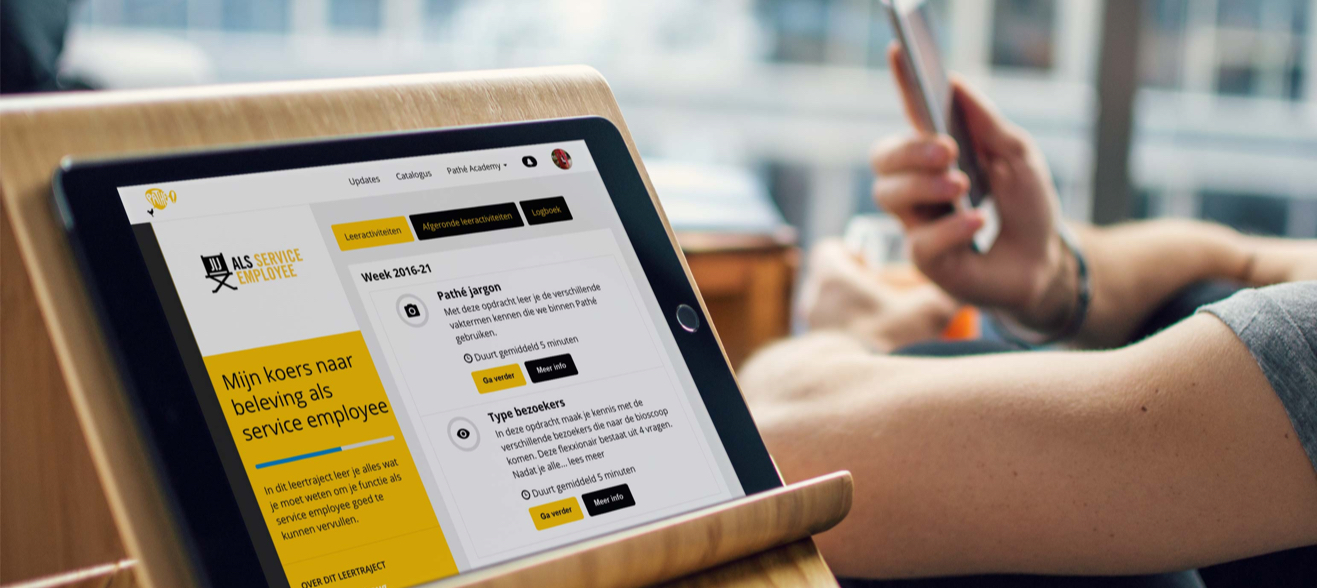 PATHÉ
Updates
Catalogus
Pathé Academy
ALS SERVICE
EMPLOYEE
Leeractiviteiten
Afgeronde leeractiviteiten
Logboek
Mijn koers naar
beleving als
service employee
In dit leertraject leer je alles wat
je moet weten om je functie als
service employee goed te
kunnen vervullen.
OVER DIT LEERTRAJECT
Week 2016-21
Pathé jargon
Met deze opdracht leer je de verschillende
vaktermen kennen die we binnen Pathé
gebruiken.
Duurt gemiddeld 5 minuten
Ga verder
Meer info
Type bezoekers
In deze opdracht maak je kennis met de
verschillende bezoekers die naar de bioscoop
komen. Deze flexxionair bestaat uit 4 vragen.
Nadat je alle... lees meer
Duurt gemiddeld 5 minuten
Ga verder
Meer info